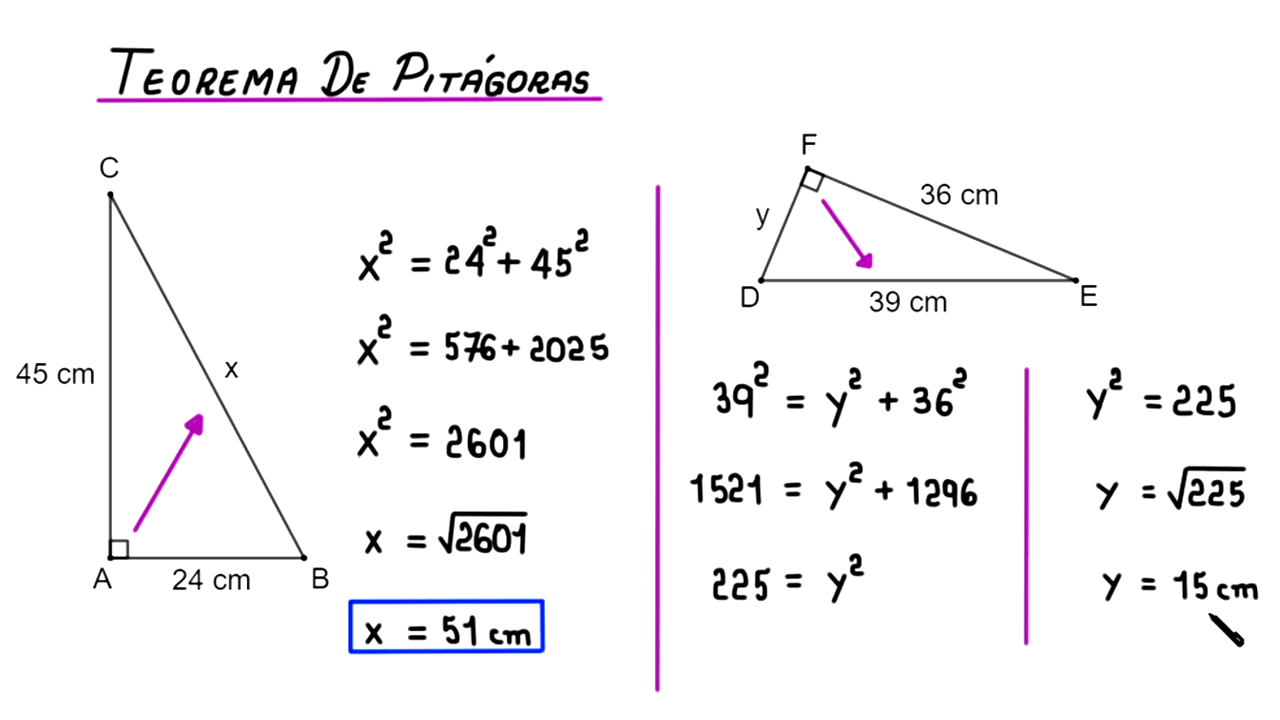 TEOREMA DE PITÁGORAS
C
45 cm
x
A
24 cm
B
x² = 24² + 45²
x² = 576 + 2025
x² = 2601
x = √2601
x = 51 cm
F
y
36 cm
D
39 cm
E
39² = y² + 36²
1521 = y² + 1296
225 = y²
y² = 225
y = √225
y = 15 cm